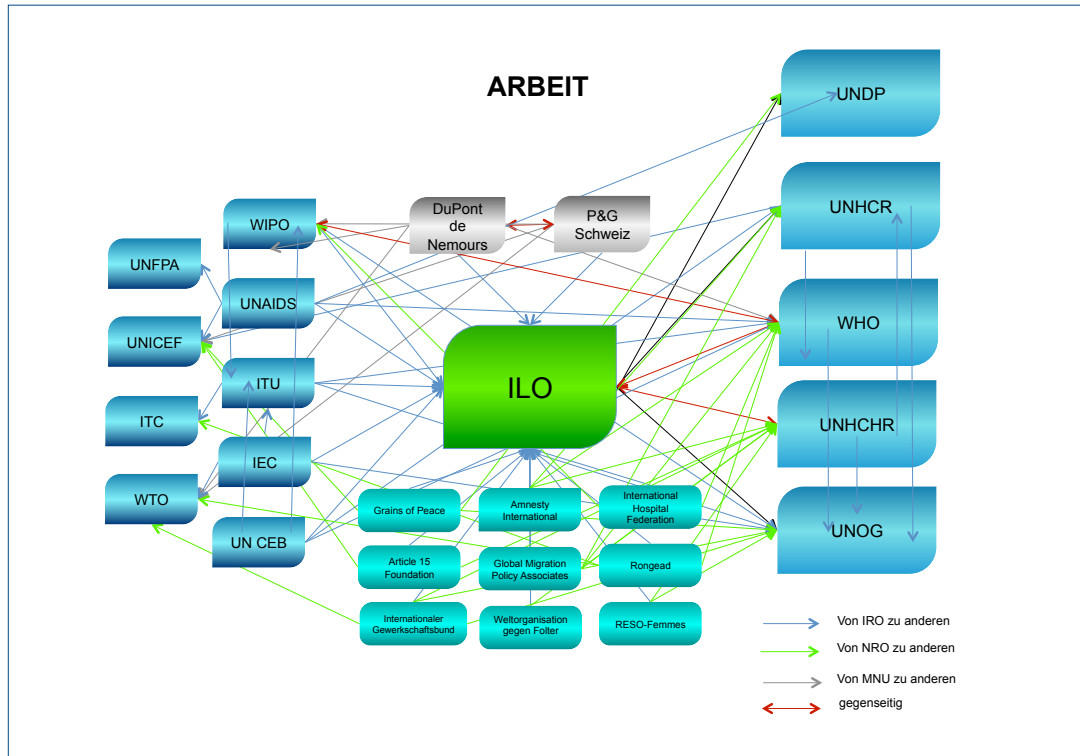 ARBEIT
UNDP
UNHCR
WHO
UNHCHR
UNOG
WIPO
UNFPA
UNAIDS
UNICEF
ITU
ITC
IEC
WTO
UN CEB
DuPont
de
Nemours
P&G
Schweiz
ILO
Grains of Peace
Amnesty
International
International
Hospital
Federation
Article 15
Foundation
Global Migration
Policy Associates
Rongead
Internationaler
Gewerkschaftsbund
Weltorganisation
gegen Folter
RESO-Femmes
Von IRO zu anderen
Von NRO zu anderen
Von MNU zu anderen
gegenseitig